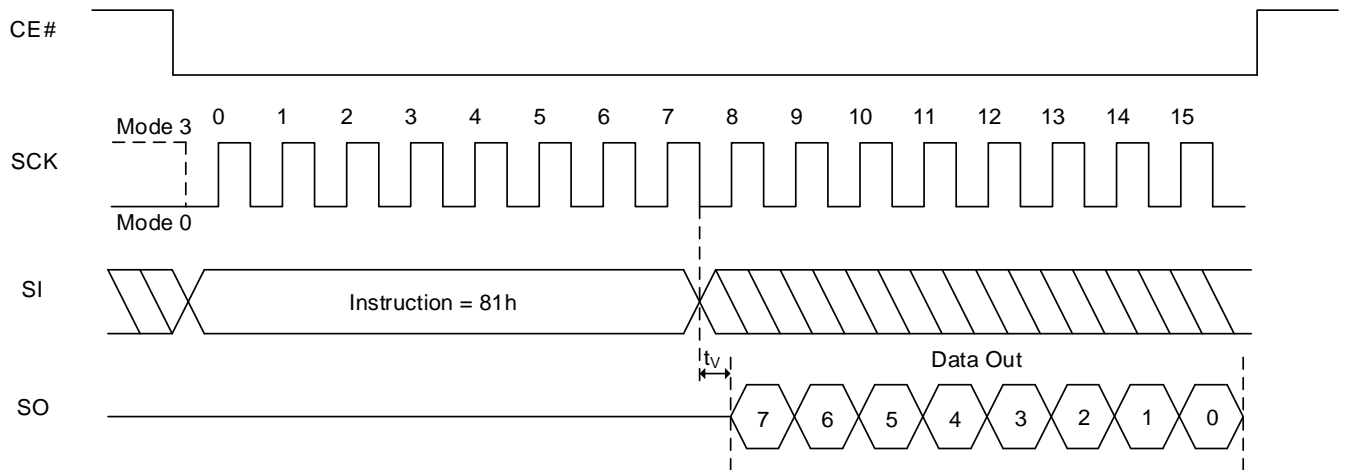 CE#
Mode 3
0 1 2 3 4 5 6 7 8 9 10 11 12 13 14 15
SCK
Mode 0
SI
Instruction = 81h
tV
Data Out
SO
7 6 5 4 3 2 1 0